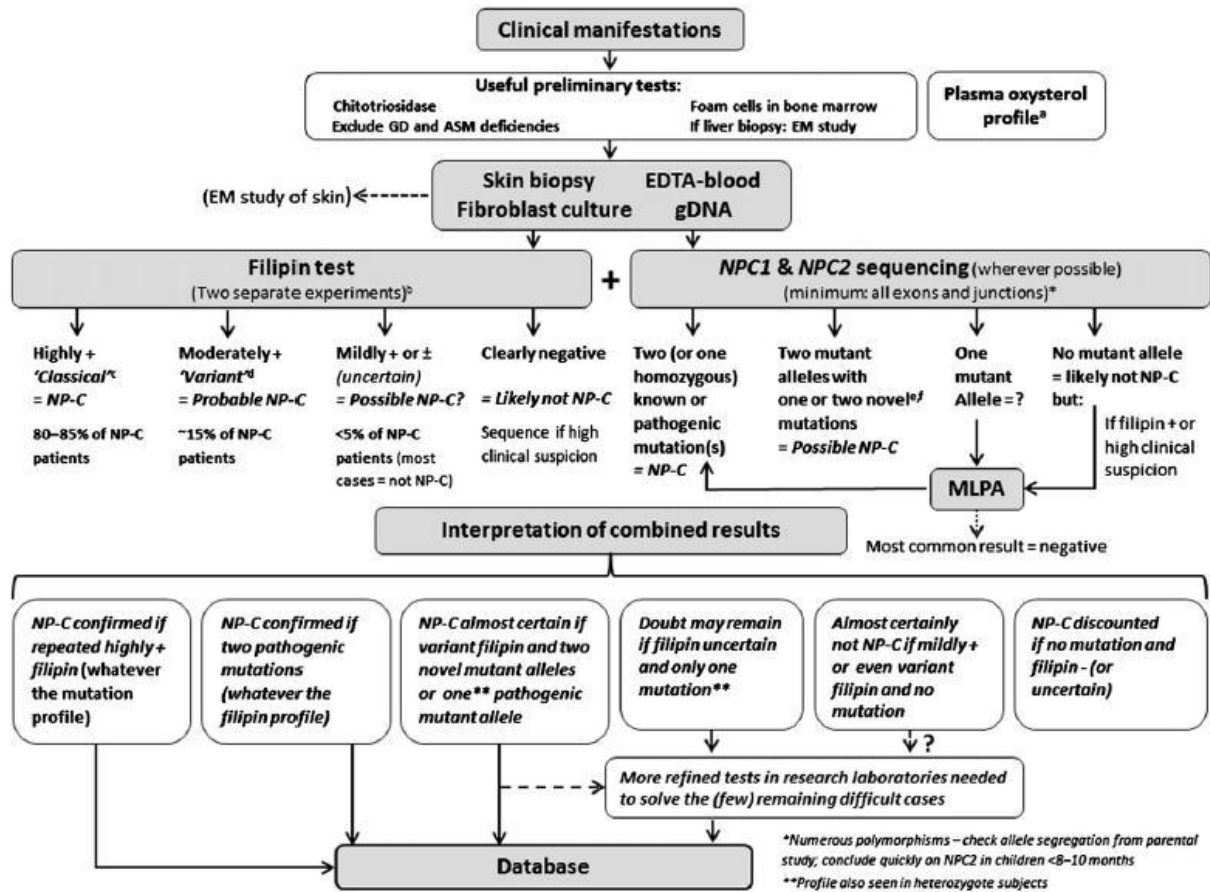 Clinical manifestations
Useful preliminary tests:
Chitotriosidase
Exclude GD and ASM deficiencies
Foam cells in bone marrow
If liver biopsy: EM study
Plasma oxysterol
profileᵃ
(EM study of skin)
Skin biopsy
Fibroblast culture
EDTA-blood
gDNA
Filipin test
(Two separate experiments)ᵇ
+
NPC1 & NPC2 sequencing (wherever possible)
(minimum: all exons and junctions)*
Highly +
‘Classical’ᶜ
= NP-C
80–85% of NP-C
patients
Moderately +
‘Variant’ᵈ
= Probable NP-C
~15% of NP-C
patients
Mildly + or ±
(uncertain)
= Possible NP-C?
<5% of NP-C
patients (most
cases = not NP-C)
Clearly negative
= Likely not NP-C
Sequence if high
clinical suspicion
Two (or one
homozygous)
known or
pathogenic
mutation(s)
= NP-C
Two mutant
alleles with
one or two novelᵉ,ᶠ
mutations
= Possible NP-C
One
mutant
Allele = ?
No mutant allele
= likely not NP-C
but:
If filipin + or
high clinical
suspicion
MLPA
Most common result = negative
Interpretation of combined results
NP-C confirmed if
repeated highly +
filipin (whatever
the mutation
profile)
NP-C confirmed if
two pathogenic
mutations
(whatever the
filipin profile)
NP-C almost certain if
variant filipin and two
novel mutant alleles
or one** pathogenic
mutant allele
Doubt may remain
if filipin uncertain
and only one
mutation**
Almost certainly
not NP-C if mildly +
or even variant
filipin and no
mutation
NP-C discounted
if no mutation and
filipin - (or
uncertain)
?
More refined tests in research laboratories needed
to solve the (few) remaining difficult cases
Database
*Numerous polymorphisms – check allele segregation from parental
study; conclude quickly on NPC2 in children <8–10 months
**Profile also seen in heterozygote subjects